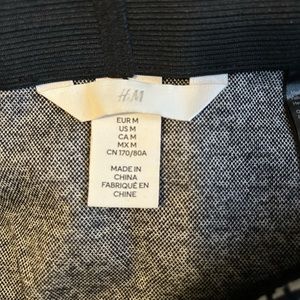 H&M
EUR M
US M
CA M
MX M
CN 170/80A
MADE IN
CHINA
FABRIQUÉ EN
CHINE